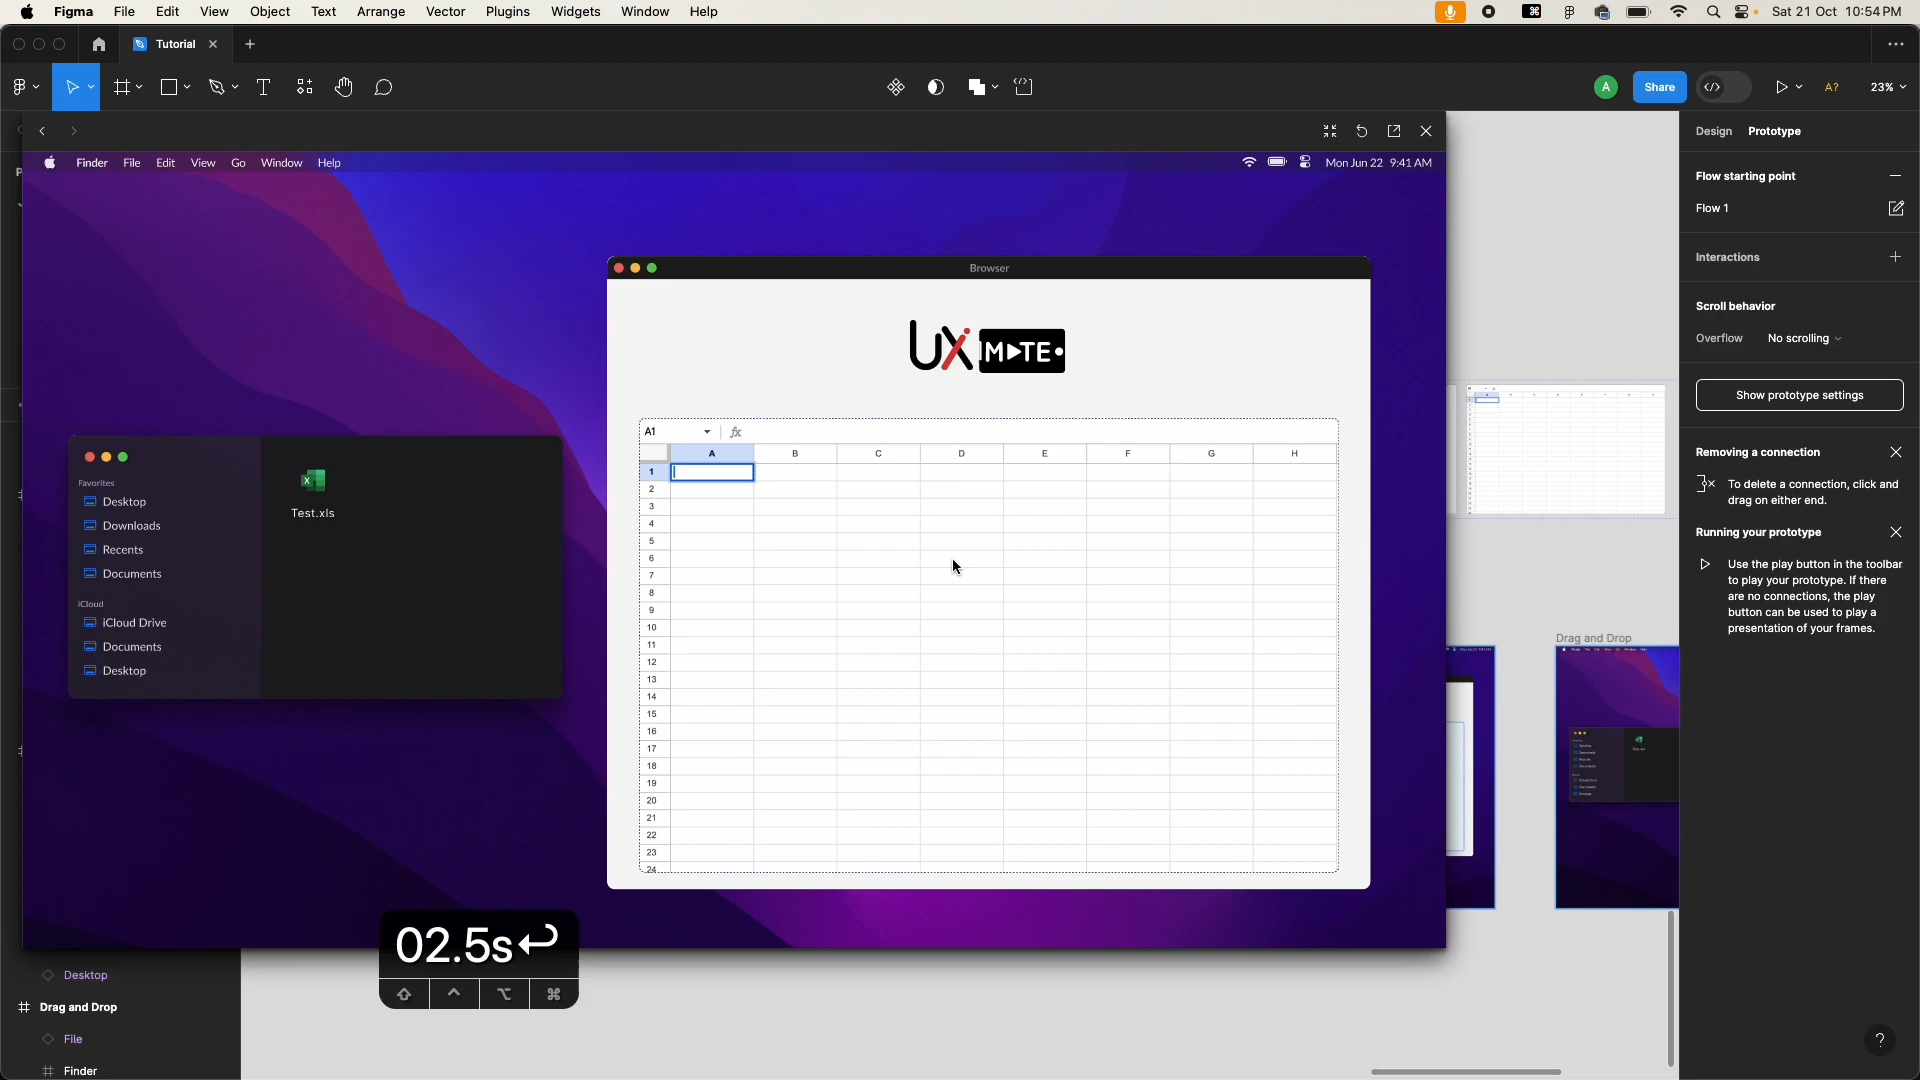 Figma File Edit View Object Text Arrange Vector Plugins Widgets Window Help Sat 21 Oct 10:54 PM
Tutorial
A Share A? 23%
Finder File Edit View Go Window Help Mon Jun 22 9:41 AM
Browser
UXiMATE
A1 fx
A B C D E F G H
1
2
3
4
5
6
7
8
9
10
11
12
13
14
15
16
17
18
19
20
21
22
23
24
Favorites
Desktop
Downloads
Recents
Documents
iCloud
iCloud Drive
Documents
Desktop
Test.xls
02.5s
Desktop
Drag and Drop
File
Finder
Drag and Drop
Design Prototype
Flow starting point
Flow 1
Interactions
Scroll behavior
Overflow No scrolling
Show prototype settings
Removing a connection
To delete a connection, click and
drag on either end.
Running your prototype
Use the play button in the toolbar
to play your prototype. If there
are no connections, the play
button can be used to play a
presentation of your frames.
?